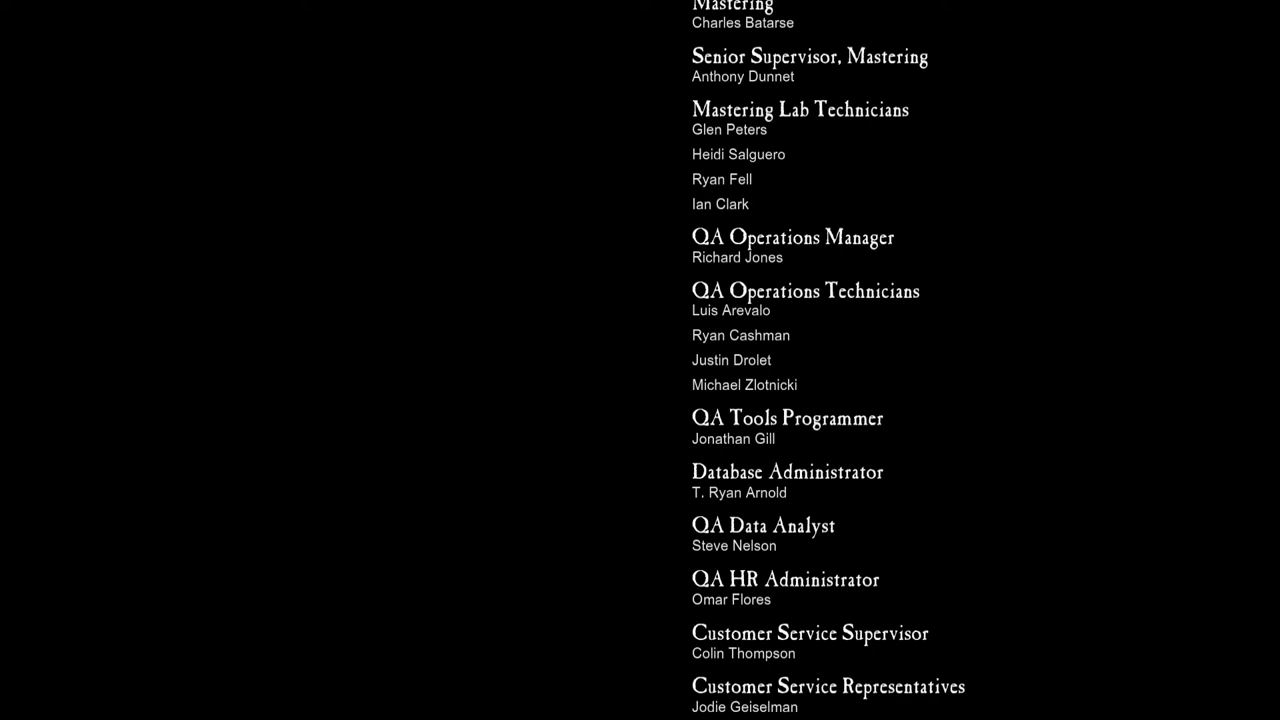 Mastering
Charles Batarse
Senior Supervisor, Mastering
Anthony Dunnet
Mastering Lab Technicians
Glen Peters
Heidi Salguero
Ryan Fell
Ian Clark
QA Operations Manager
Richard Jones
QA Operations Technicians
Luis Arevalo
Ryan Cashman
Justin Drolet
Michael Zlotnicki
QA Tools Programmer
Jonathan Gill
Database Administrator
T. Ryan Arnold
QA Data Analyst
Steve Nelson
QA HR Administrator
Omar Flores
Customer Service Supervisor
Colin Thompson
Customer Service Representatives
Jodie Geiselman